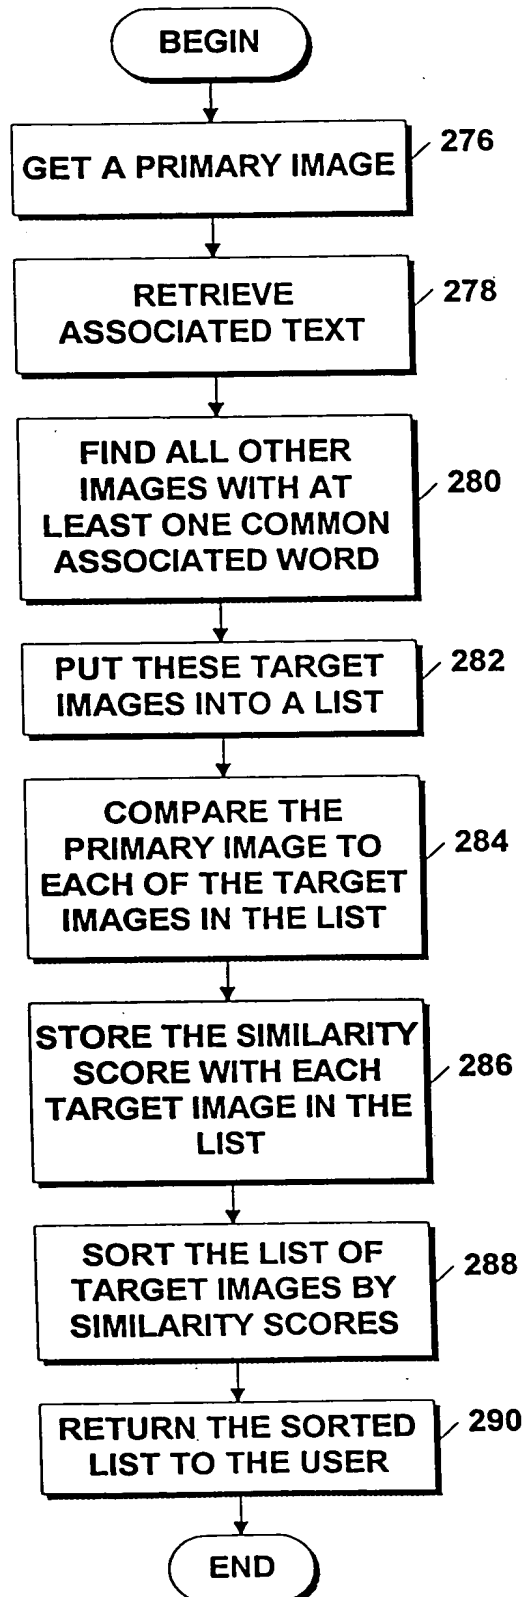 BEGIN
GET A PRIMARY IMAGE
276
RETRIEVE
ASSOCIATED TEXT
278
FIND ALL OTHER
IMAGES WITH AT
LEAST ONE COMMON
ASSOCIATED WORD
280
PUT THESE TARGET
IMAGES INTO A LIST
282
COMPARE THE
PRIMARY IMAGE TO
EACH OF THE TARGET
IMAGES IN THE LIST
284
STORE THE SIMILARITY
SCORE WITH EACH
TARGET IMAGE IN THE
LIST
286
SORT THE LIST OF
TARGET IMAGES BY
SIMILARITY SCORES
288
RETURN THE SORTED
LIST TO THE USER
290
END